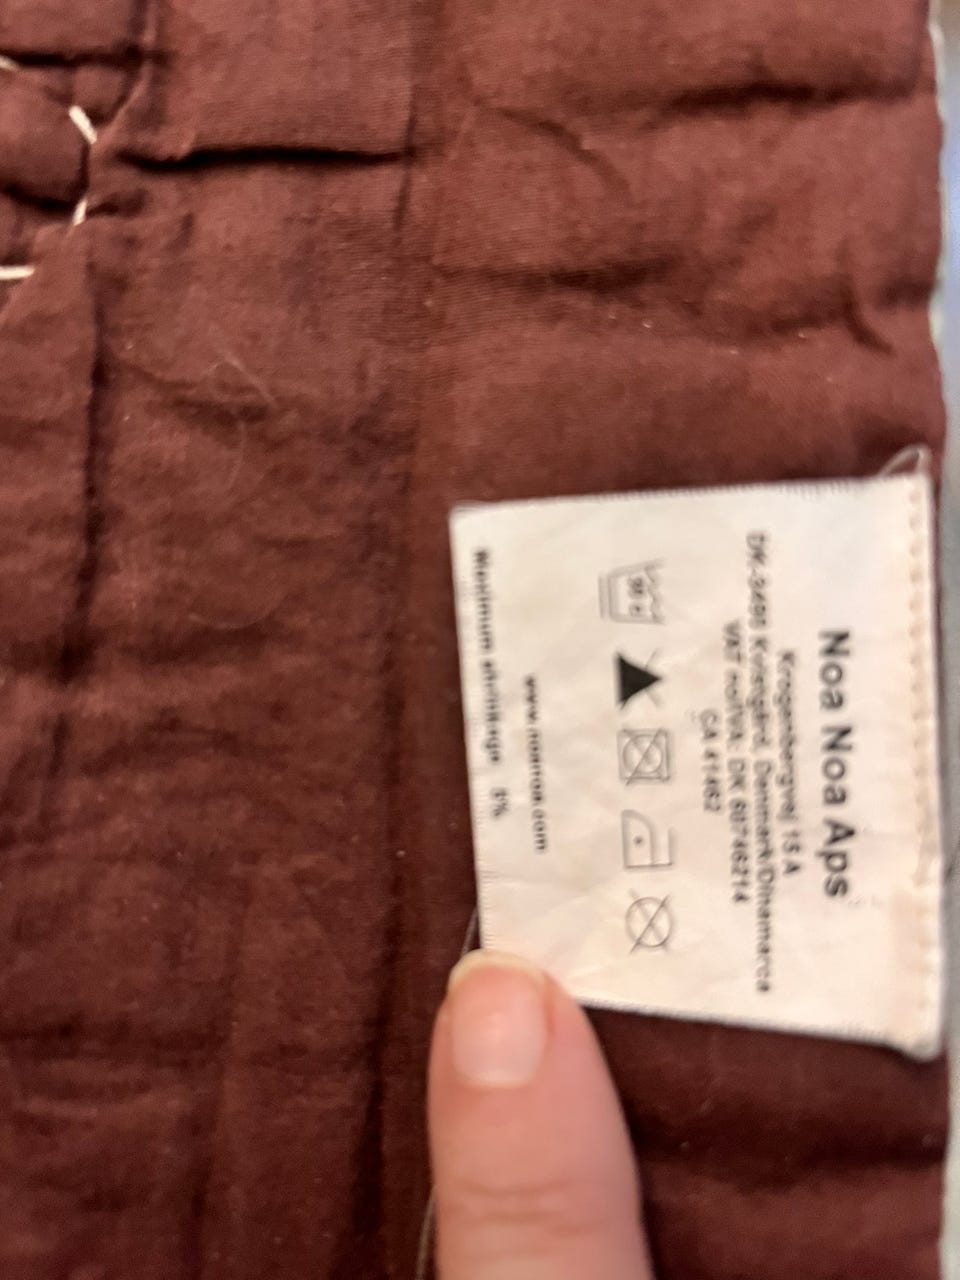 Noa Noa Aps
Krogenbergvej 15 A
DK-3490 Kvistgård, Denmark/Dinamarca
VAT no/IVA: DK 60746214
CA 41462
30 C
www.noanoa.com
Maximum shrinkage 5%